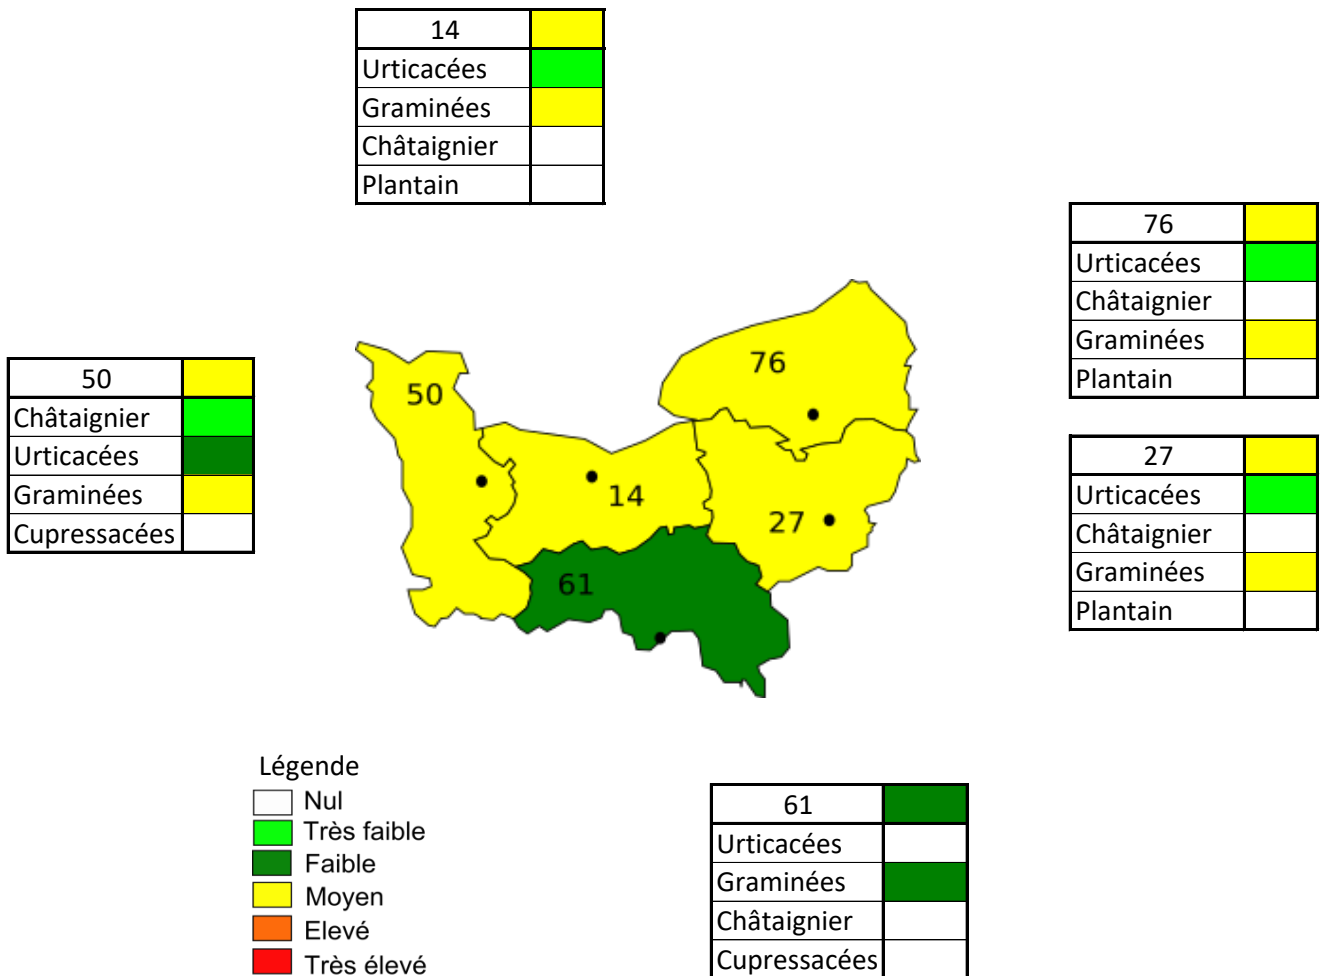 14
Urticacées
Graminées
Châtaignier
Plantain
76
Urticacées
Châtaignier
Graminées
Plantain
50
Châtaignier
Urticacées
Graminées
Cupressacées
76
50
14
27
61
27
Urticacées
Châtaignier
Graminées
Plantain
Légende
Nul
Très faible
Faible
Moyen
Elevé
Très élevé
61
Urticacées
Graminées
Châtaignier
Cupressacées